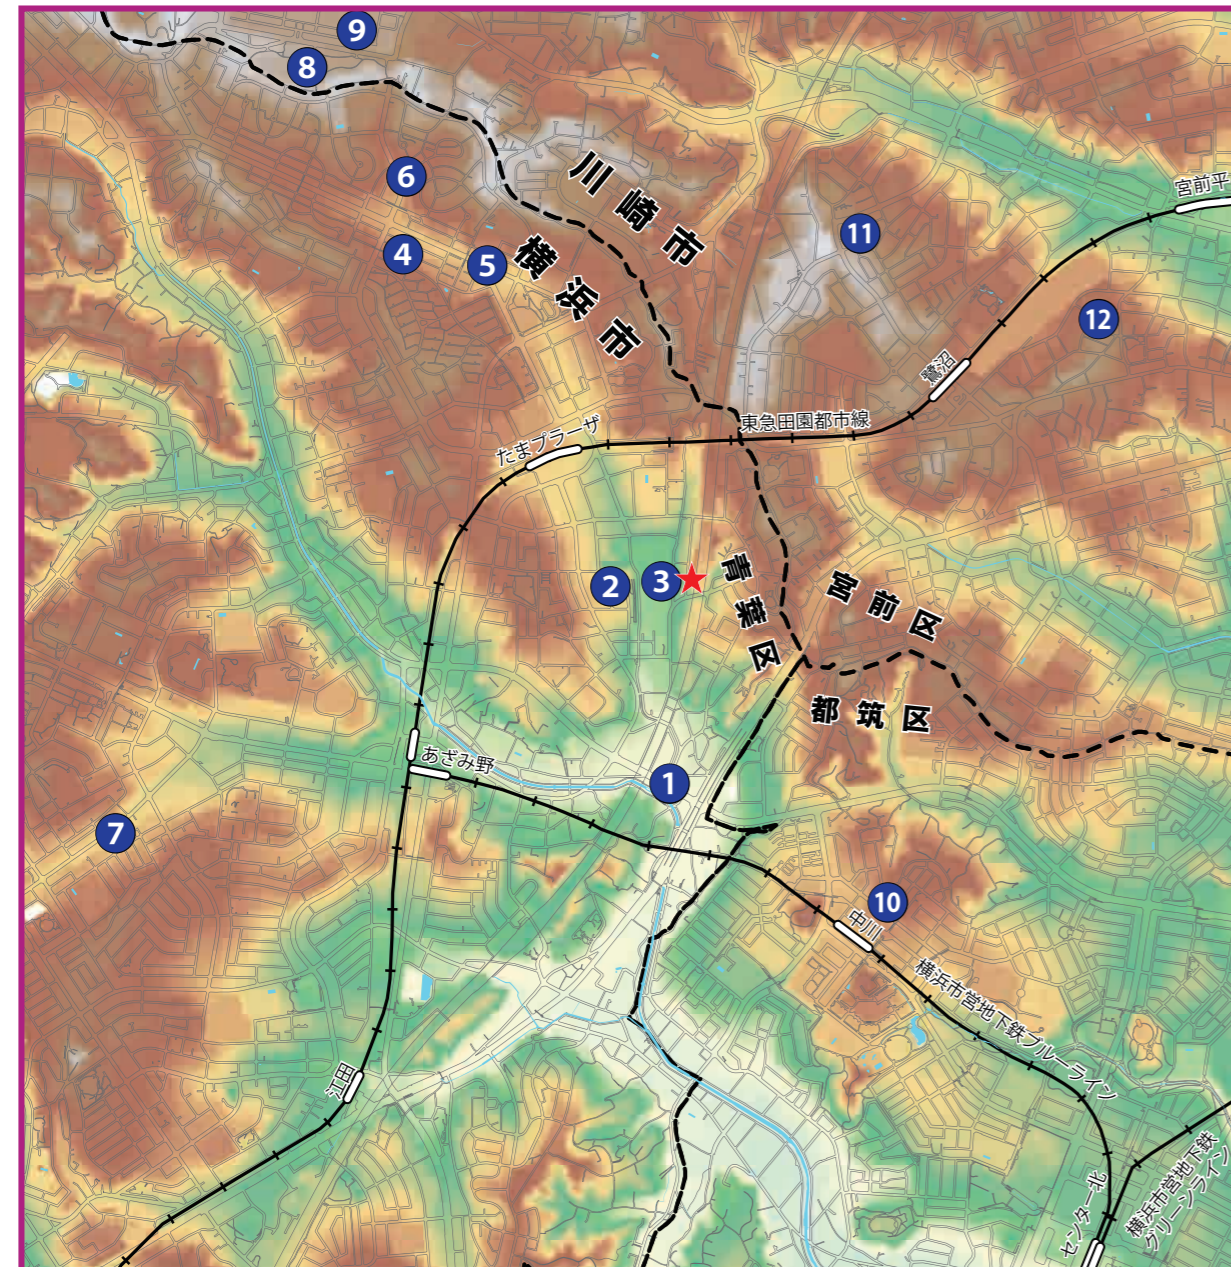 9
8
6
川崎市
宮前平
11
4
5
横浜市
12
鷺沼
東急田園都市線
たまプラーザ
2
3
青葉区
宮前区
都筑区
あざみ野
1
7
10
中川
横浜市営地下鉄ブルーライン
江田
センター北
横浜市営地下鉄
グリーンライン